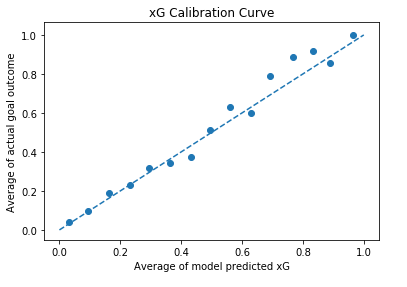 xG Calibration Curve
Average of actual goal outcome
1.0
0.8
0.6
0.4
0.2
0.0
0.0 0.2 0.4 0.6 0.8 1.0
Average of model predicted xG